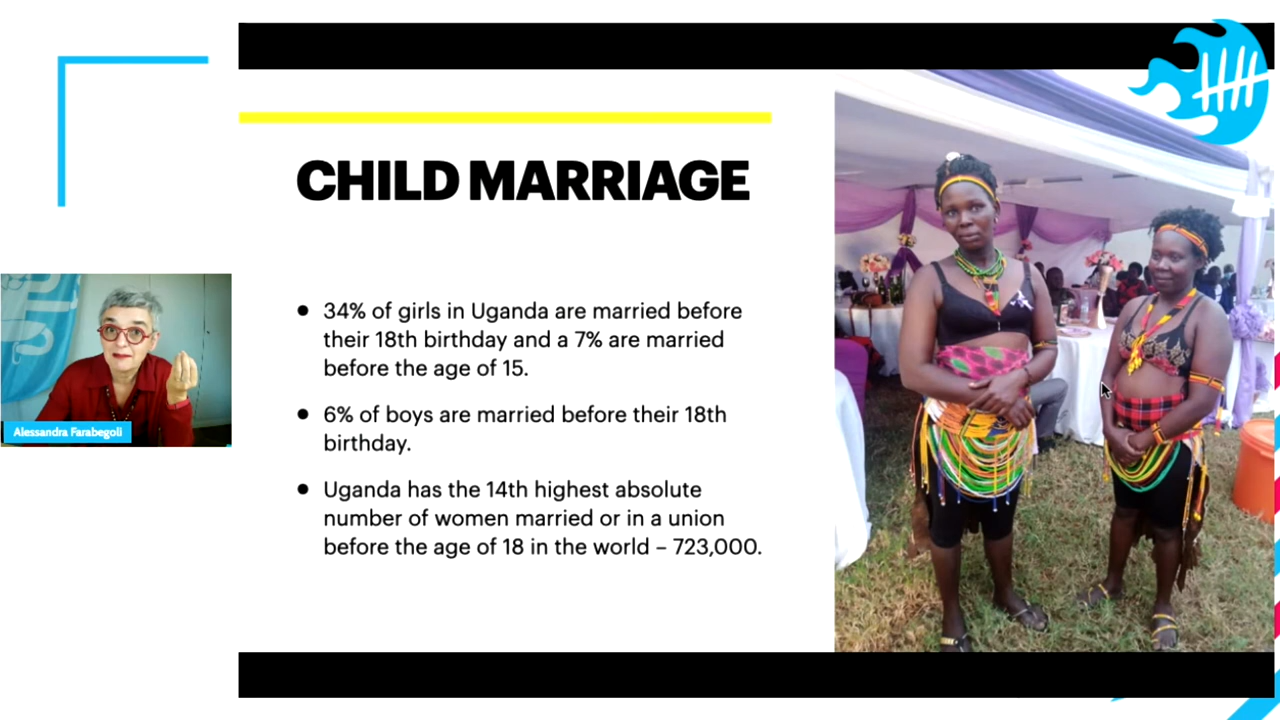 CHILD MARRIAGE
• 34% of girls in Uganda are married before
their 18th birthday and a 7% are married
before the age of 15.
• 6% of boys are married before their 18th
birthday.
• Uganda has the 14th highest absolute
number of women married or in a union
before the age of 18 in the world – 723,000.
Alessandra Farabegoli